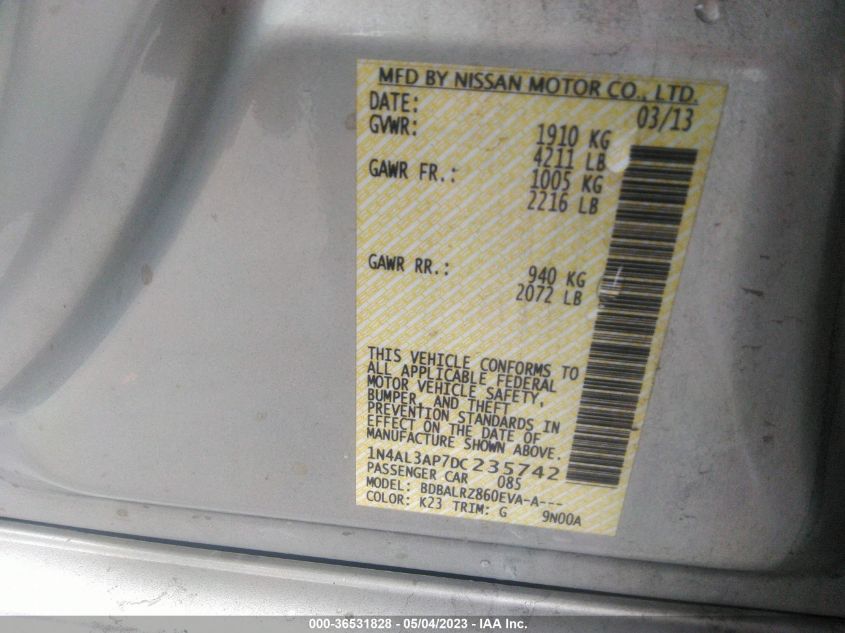 MFD BY NISSAN MOTOR CO., LTD.
DATE: 03/13
GVWR: 1910 KG
4211 LB
GAWR FR.: 1005 KG
2216 LB
GAWR RR.: 940 KG
2072 LB
THIS VEHICLE CONFORMS TO
ALL APPLICABLE FEDERAL
MOTOR VEHICLE SAFETY,
BUMPER, AND THEFT
PREVENTION STANDARDS IN
EFFECT ON THE DATE OF
MANUFACTURE SHOWN ABOVE.
1N4AL3AP7DC235742
PASSENGER CAR 085
MODEL: BDBALRZ860EVA-A---
COLOR: K23 TRIM: G 9N00A
000-36531828 - 05/04/2023 - IAA Inc.